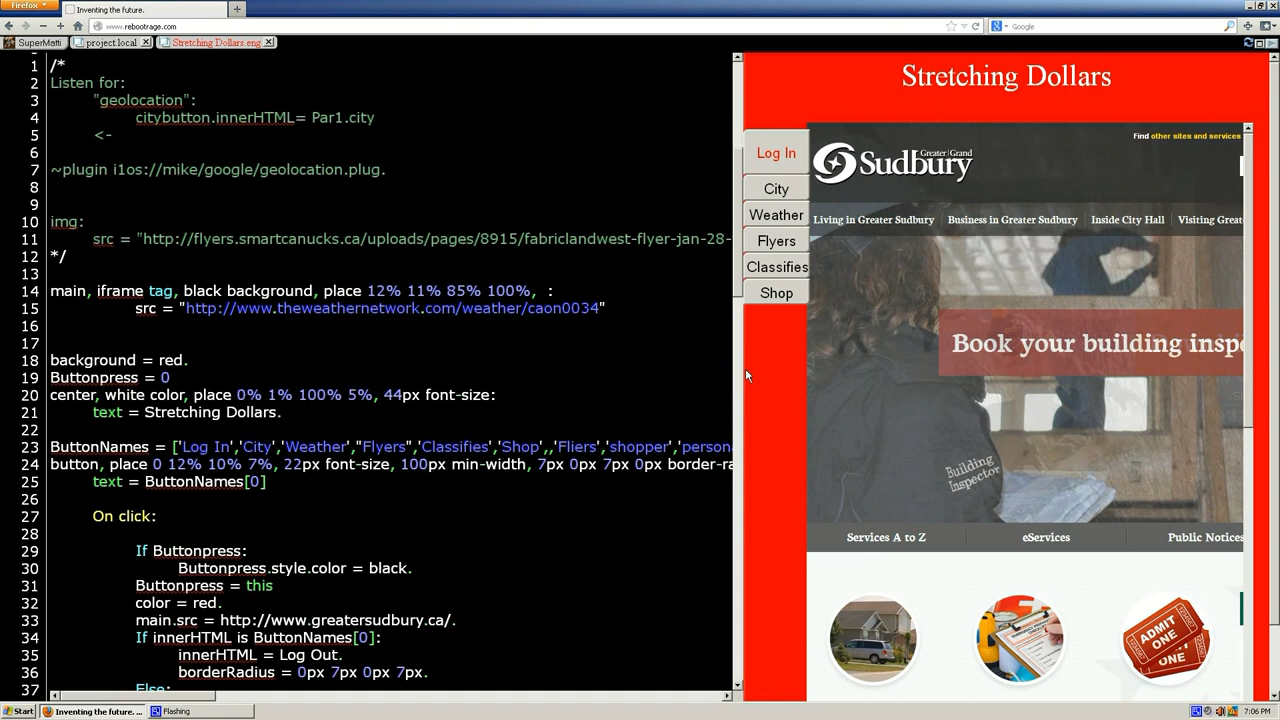 Firefox
Inventing the future.
www.rebootrage.com
Google
SuperMatti
project.local
Stretching Dollars.eng
1 /*
2 Listen for:
3 "geolocation":
4 citybutton.innerHTML= Par1.city
5 <-
6
7 ~plugin i1os://mike/google/geolocation.plug.
8
9
10 img:
11 src = "http://flyers.smartcanucks.ca/uploads/pages/8915/fabriclandwest-flyer-jan-28-
12 */
13
14 main, iframe tag, black background, place 12% 11% 85% 100%, :
15 src = "http://www.theweathernetwork.com/weather/caon0034"
16
17
18 background = red.
19 Buttonpress = 0
20 center, white color, place 0% 1% 100% 5%, 44px font-size:
21 text = Stretching Dollars.
22
23 ButtonNames = ['Log In','City','Weather',"Flyers",'Classifies','Shop',,'Fliers','shopper','persona
24 button, place 0 12% 10% 7%, 22px font-size, 100px min-width, 7px 0px 7px 0px border-ra
25 text = ButtonNames[0]
26
27 On click:
28
29 If Buttonpress:
30 Buttonpress.style.color = black.
31 Buttonpress = this
32 color = red.
33 main.src = http://www.greatersudbury.ca/.
34 If innerHTML is ButtonNames[0]:
35 innerHTML = Log Out.
36 borderRadius = 0px 7px 0px 7px.
37 Else:
Stretching Dollars
Log In
City
Weather
Flyers
Classifies
Shop
Find other sites and services
Greater | Grand
Sudbury
Living in Greater Sudbury Business in Greater Sudbury Inside City Hall Visiting Great
Book your building inspe
Building
Inspector
Services A to Z eServices Public Notices
ADMIT
ONE
ADMIT
ONE
Start Inventing the future. ... Flashing 7:06 PM